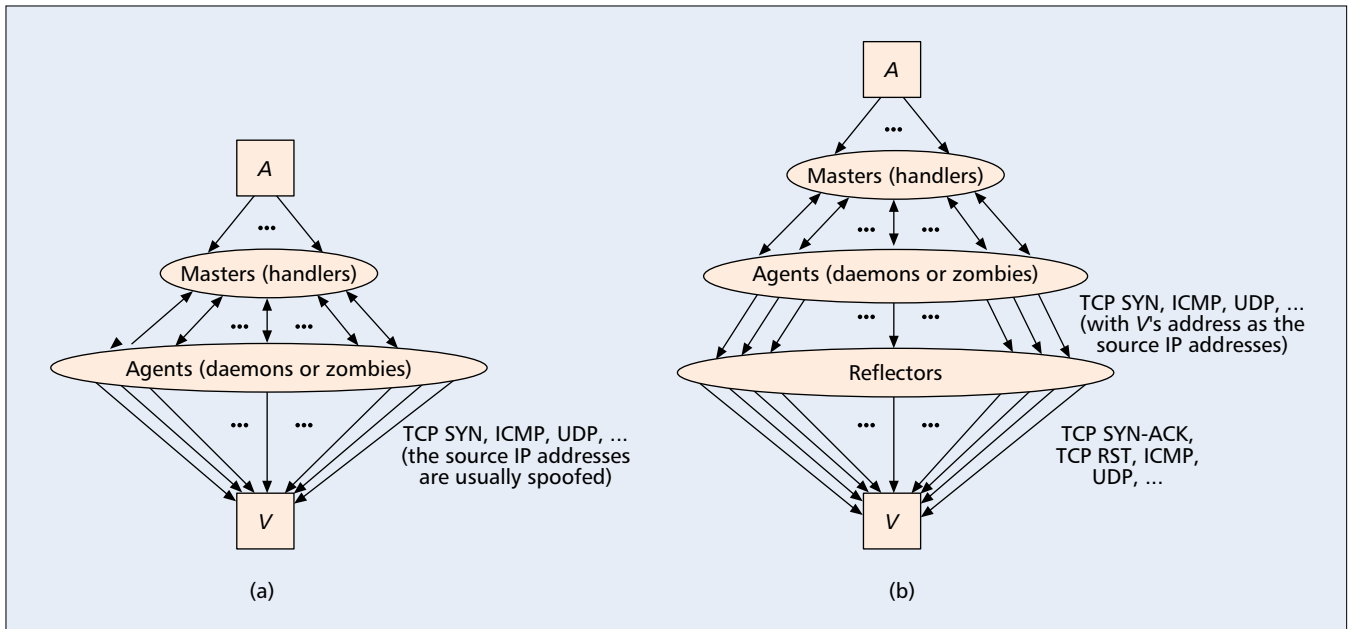 A
...
Masters (handlers)
... ...
Agents (daemons or zombies)
... ...
TCP SYN, ICMP, UDP, ...
(the source IP addresses
are usually spoofed)
V
(a)
A
...
Masters (handlers)
... ...
Agents (daemons or zombies)
... ...
TCP SYN, ICMP, UDP, ...
(with V's address as the
source IP addresses)
Reflectors
... ...
TCP SYN-ACK,
TCP RST, ICMP,
UDP, ...
V
(b)